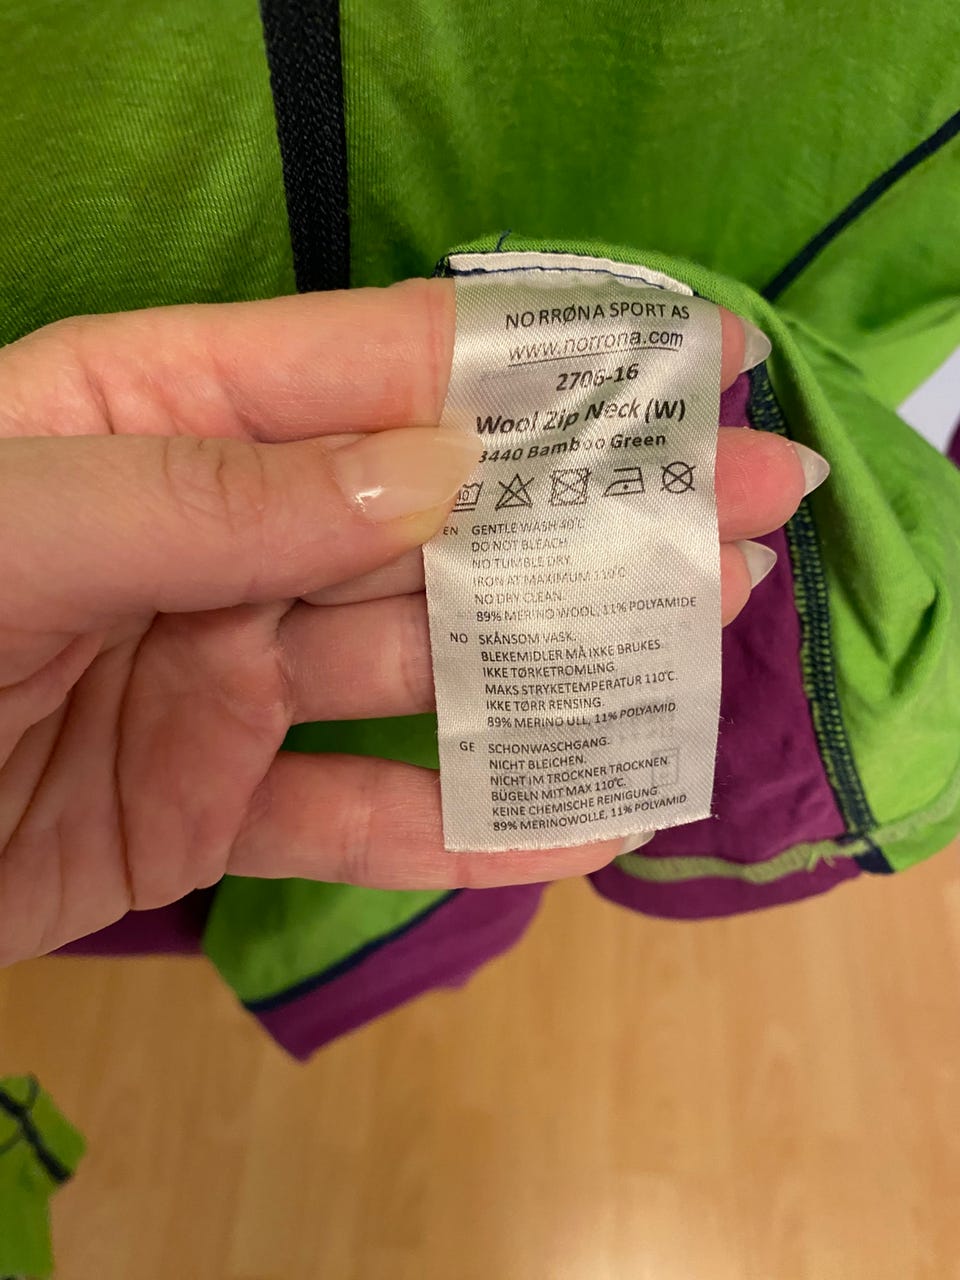 NORRØNA SPORT AS
www.norrona.com
2706-16
Wool Zip Neck (W)
3440 Bamboo Green
40
EN GENTLE WASH 40°C
DO NOT BLEACH
NO TUMBLE DRY
IRON AT MAXIMUM 110°C
NO DRY CLEAN.
89% MERINO WOOL, 11% POLYAMIDE
NO SKÅNSOM VASK.
BLEKEMIDLER MÅ IKKE BRUKES.
IKKE TØRKETROMLING.
MAKS STRYKETEMPERATUR 110°C.
IKKE TØRR RENSING.
89% MERINO ULL, 11% POLYAMID
GE SCHONWASCHGANG.
NICHT BLEICHEN.
NICHT IM TROCKNER TROCKNEN.
BÜGELN MIT MAX 110°C.
KEINE CHEMISCHE REINIGUNG.
89% MERINOWOLLE, 11% POLYAMID